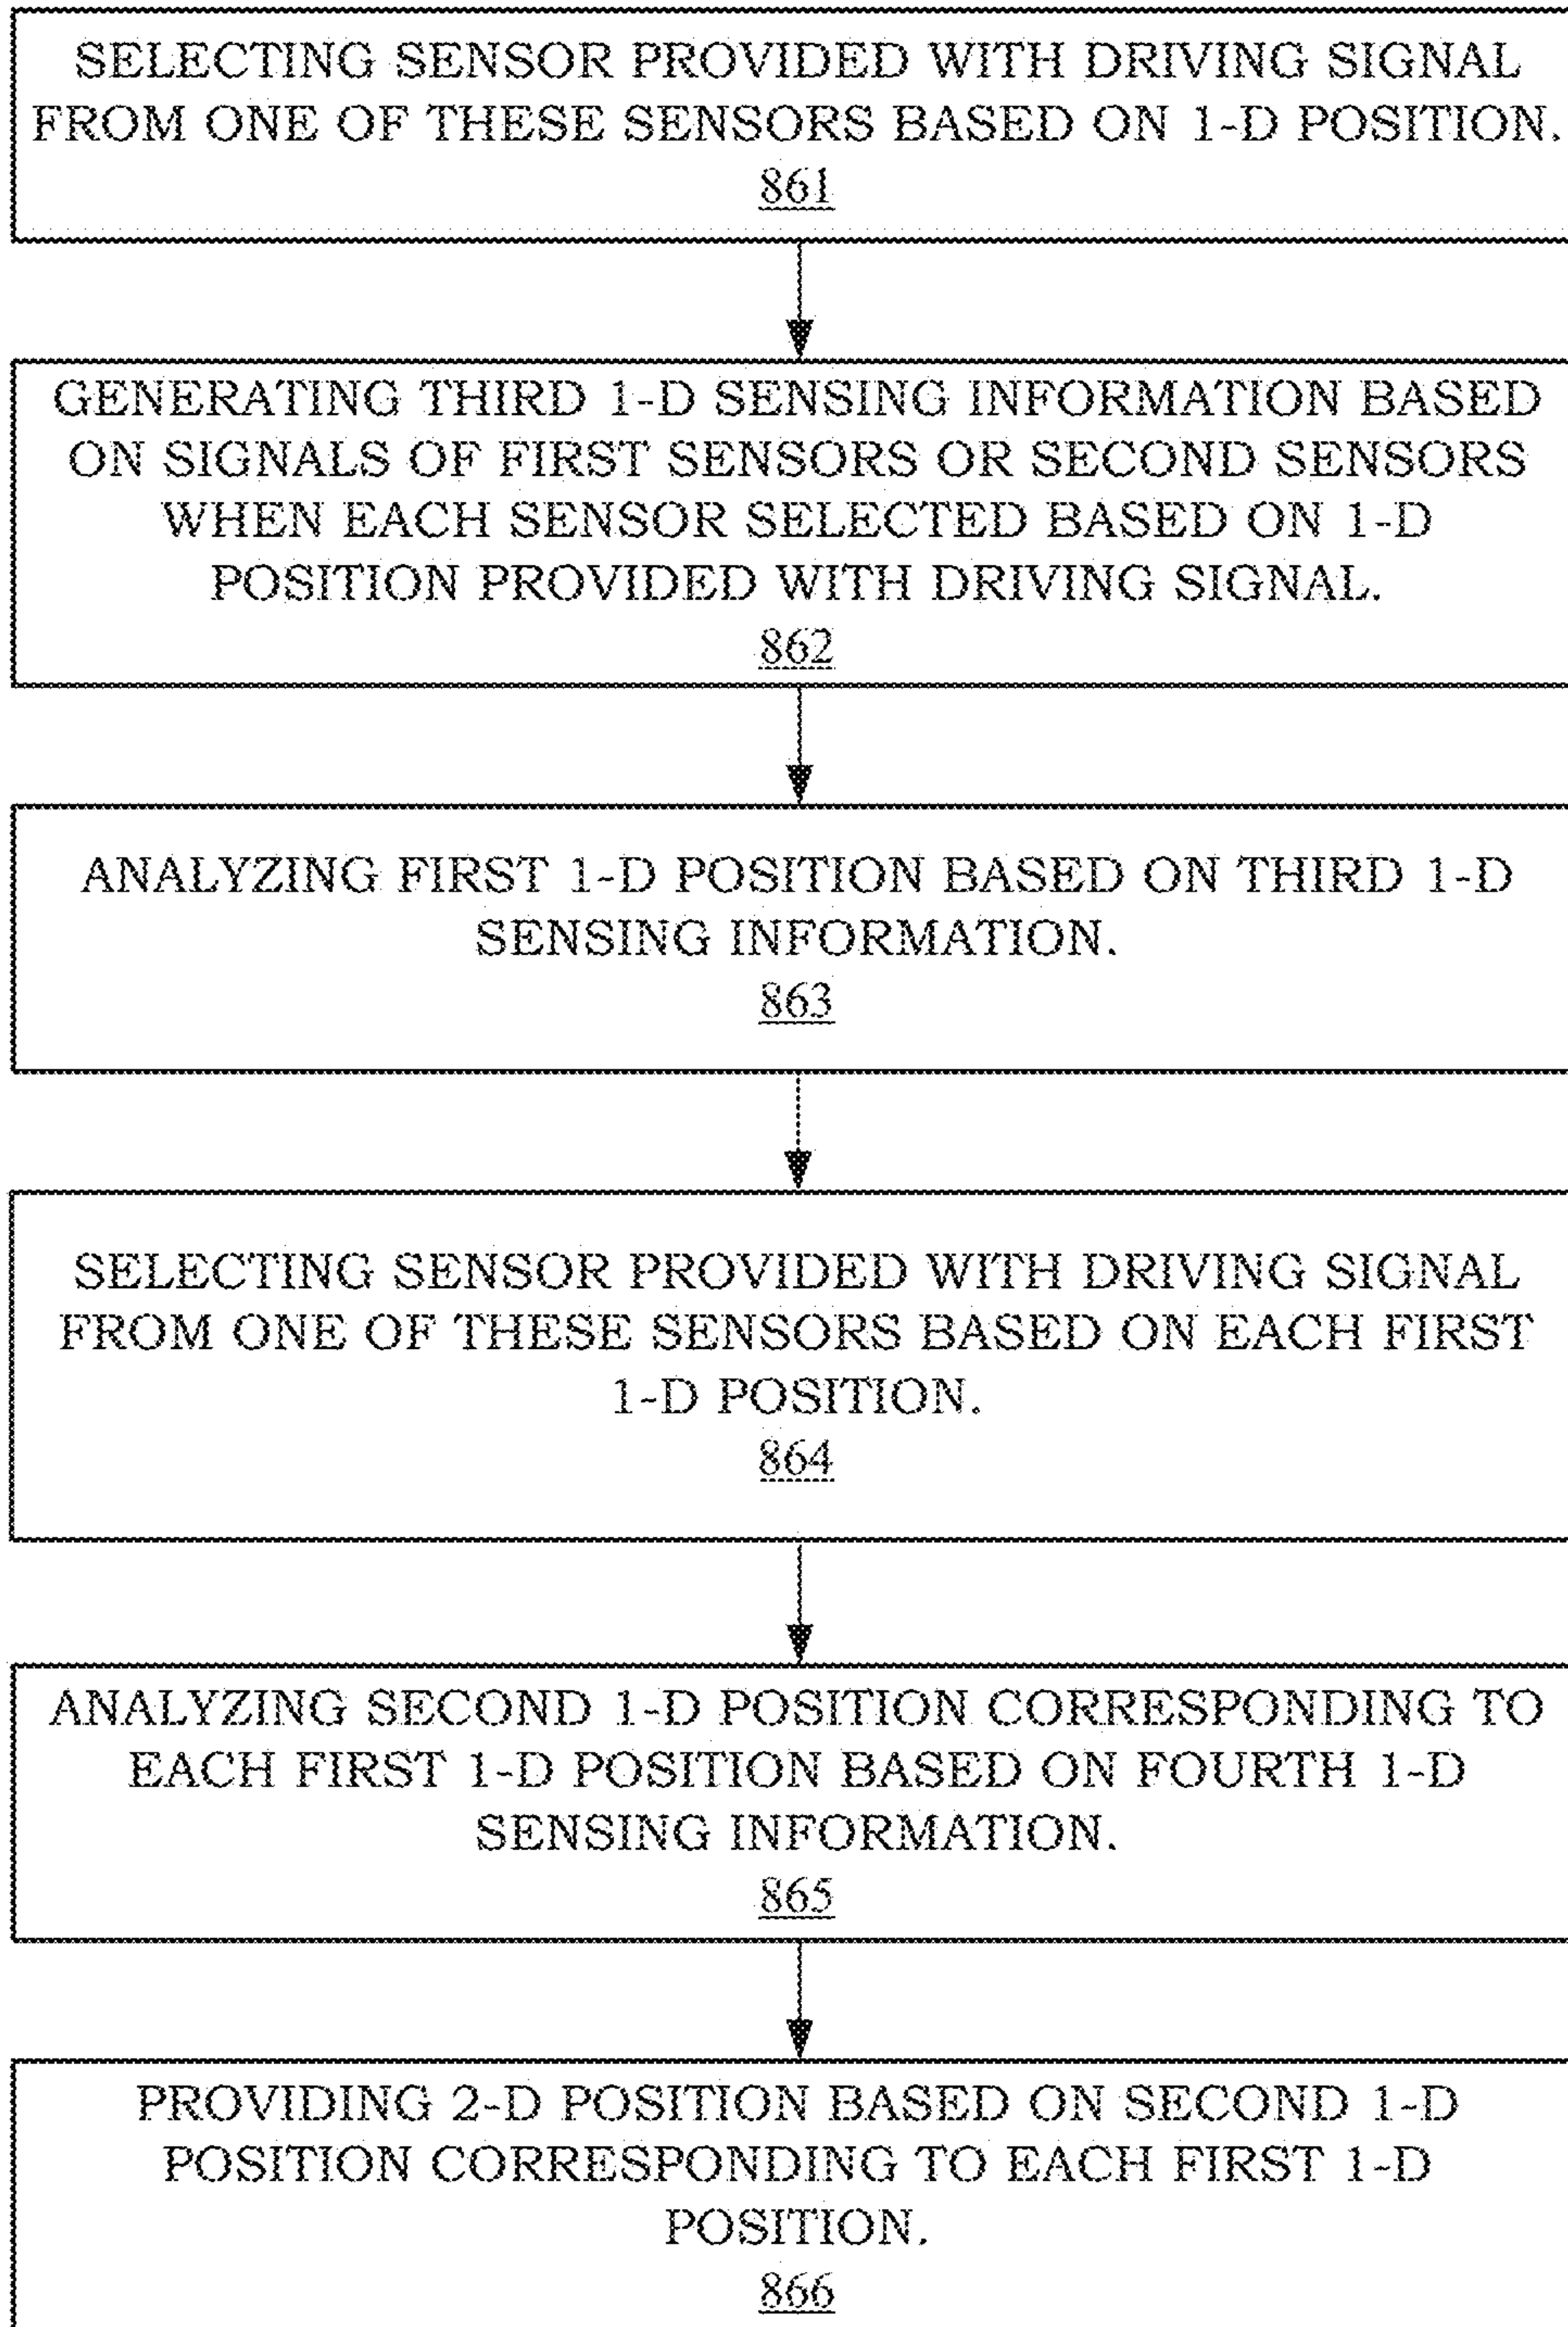 SELECTING SENSOR PROVIDED WITH DRIVING SIGNAL
FROM ONE OF THESE SENSORS BASED ON 1-D POSITION.
861
GENERATING THIRD 1-D SENSING INFORMATION BASED
ON SIGNALS OF FIRST SENSORS OR SECOND SENSORS
WHEN EACH SENSOR SELECTED BASED ON 1-D
POSITION PROVIDED WITH DRIVING SIGNAL.
862
ANALYZING FIRST 1-D POSITION BASED ON THIRD 1-D
SENSING INFORMATION.
863
SELECTING SENSOR PROVIDED WITH DRIVING SIGNAL
FROM ONE OF THESE SENSORS BASED ON EACH FIRST
1-D POSITION.
864
ANALYZING SECOND 1-D POSITION CORRESPONDING TO
EACH FIRST 1-D POSITION BASED ON FOURTH 1-D
SENSING INFORMATION.
865
PROVIDING 2-D POSITION BASED ON SECOND 1-D
POSITION CORRESPONDING TO EACH FIRST 1-D
POSITION.
866